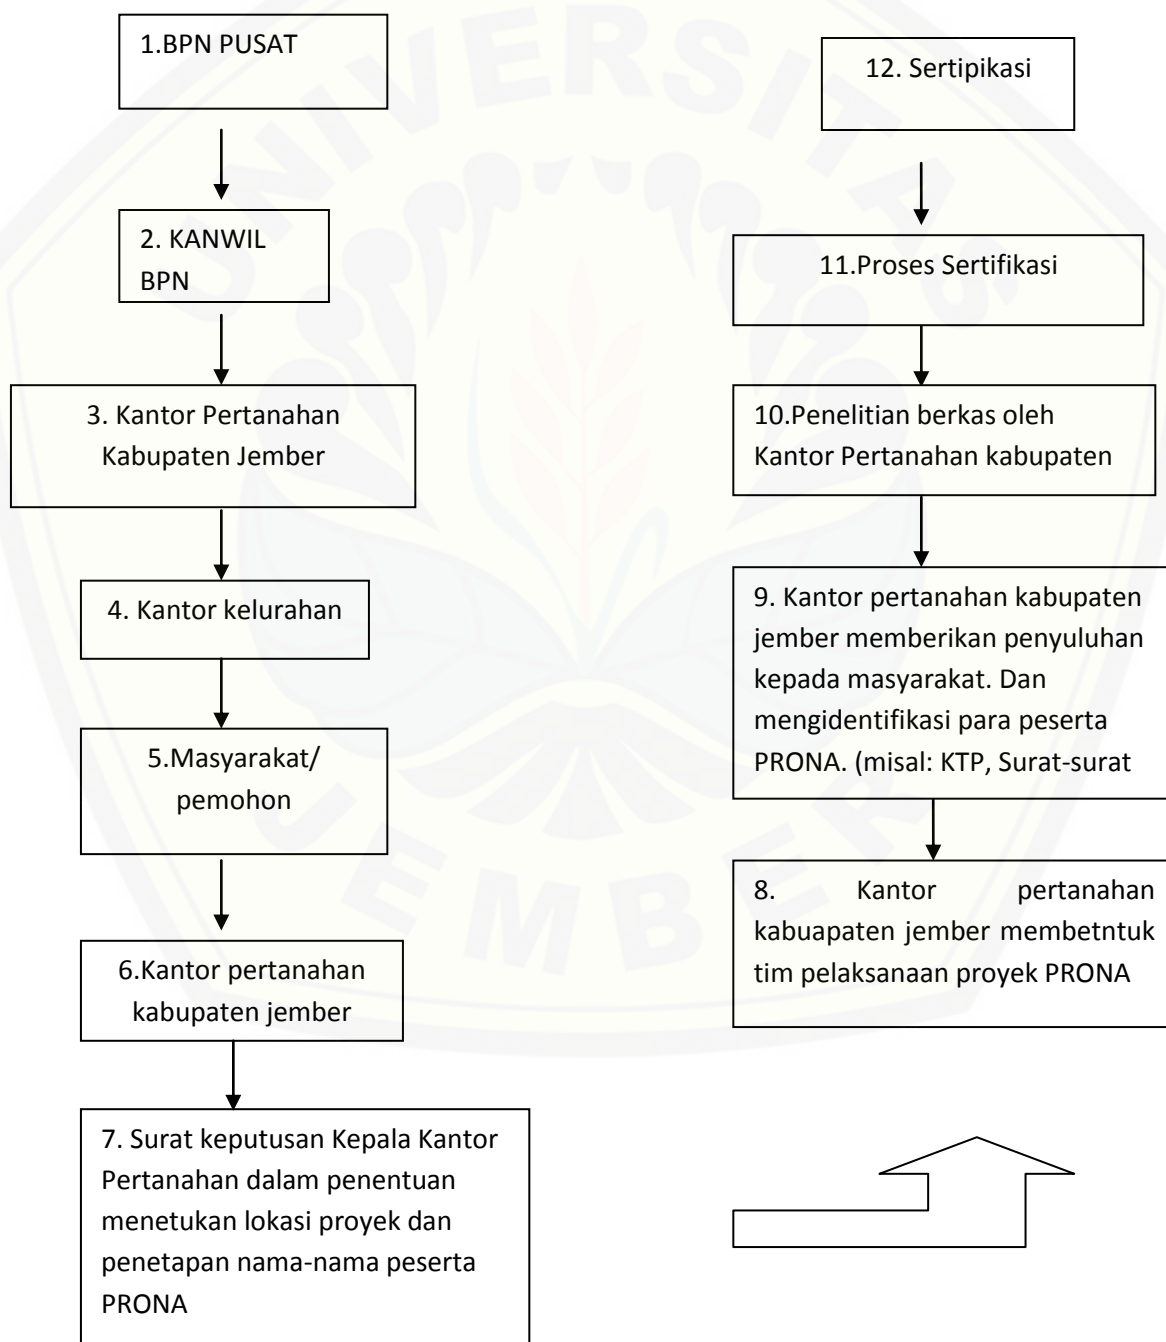 1.BPN PUSAT
2. KANWIL
BPN
3. Kantor Pertanahan
Kabupaten Jember
4. Kantor kelurahan
5.Masyarakat/
pemohon
6.Kantor pertanahan
kabupaten jember
7. Surat keputusan Kepala Kantor
Pertanahan dalam penentuan
menetukan lokasi proyek dan
penetapan nama-nama peserta
PRONA
12. Sertipikasi
11.Proses Sertifikasi
10.Penelitian berkas oleh
Kantor Pertanahan kabupaten
9. Kantor pertanahan kabupaten
jember memberikan penyuluhan
kepada masyarakat. Dan
mengidentifikasi para peserta
PRONA. (misal: KTP, Surat-surat
8. Kantor pertanahan
kabuapaten jember membetntuk
tim pelaksanaan proyek PRONA
UNIVERSITAS
JEMBER